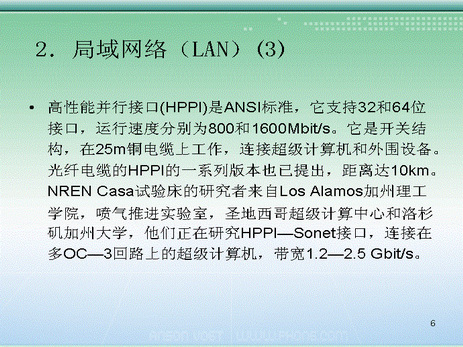 2．局域网络（LAN）(3)
• 高性能并行接口(HPPI)是ANSI标准，它支持32和64位
接口，运行速度分别为800和1600Mbit/s。它是开关结
构，在25m铜电缆上工作，连接超级计算机和外围设备。
光纤电缆的HPPI的一系列版本也已提出，距离达10km。
NREN Casa试验床的研究者来自Los Alamos加州理工
学院，喷气推进实验室，圣地西哥超级计算中心和洛杉
矶加州大学，他们正在研究HPPI—Sonet接口，连接在
多OC—3回路上的超级计算机，带宽1.2—2.5 Gbit/s。
6